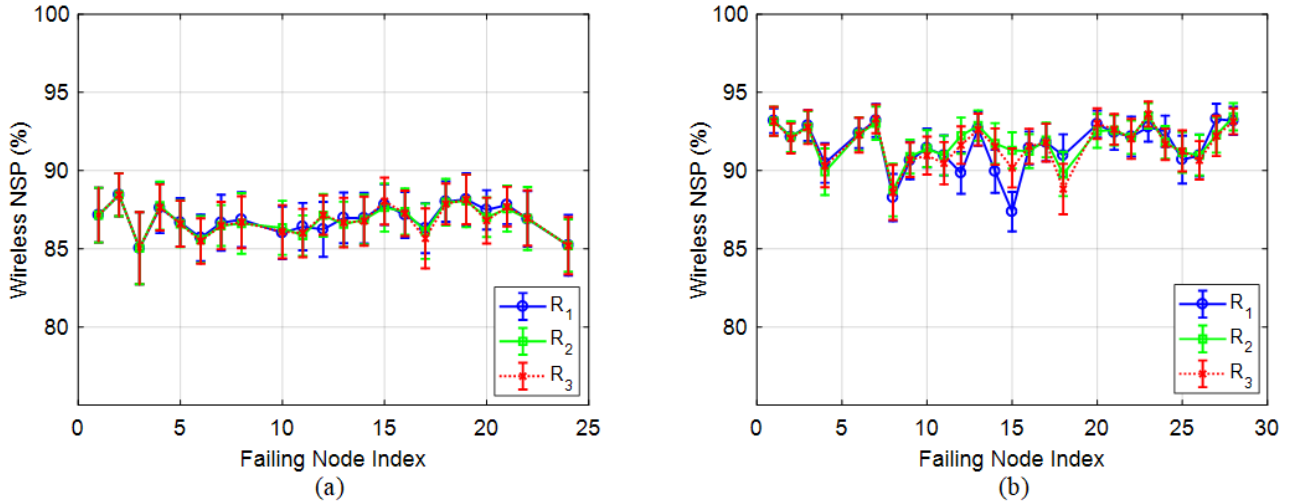 100
95
90
85
80
Wireless NSP (%)
R1
R2
R3
0 5 10 15 20 25
Failing Node Index
(a)
100
95
90
85
80
Wireless NSP (%)
R1
R2
R3
0 5 10 15 20 25 30
Failing Node Index
(b)